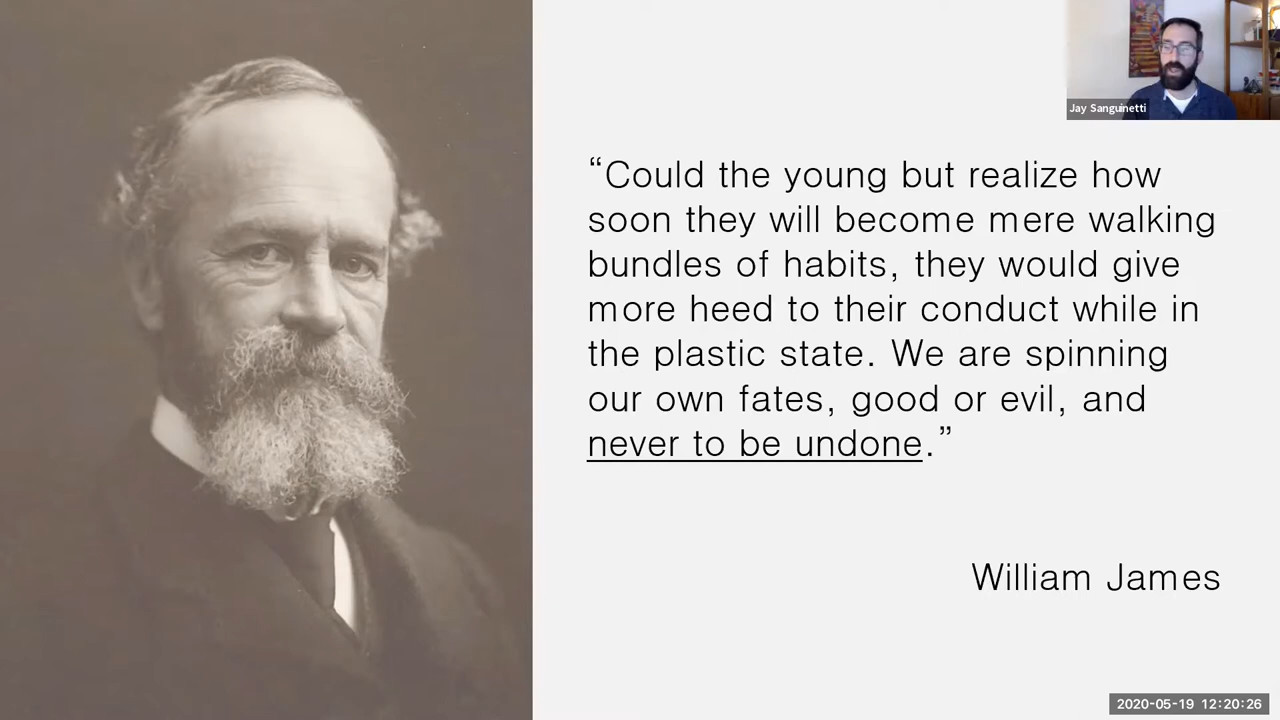 Jay Sanguinetti
“Could the young but realize how
soon they will become mere walking
bundles of habits, they would give
more heed to their conduct while in
the plastic state. We are spinning
our own fates, good or evil, and
never to be undone.”
William James
2020-05-19 12:20:26